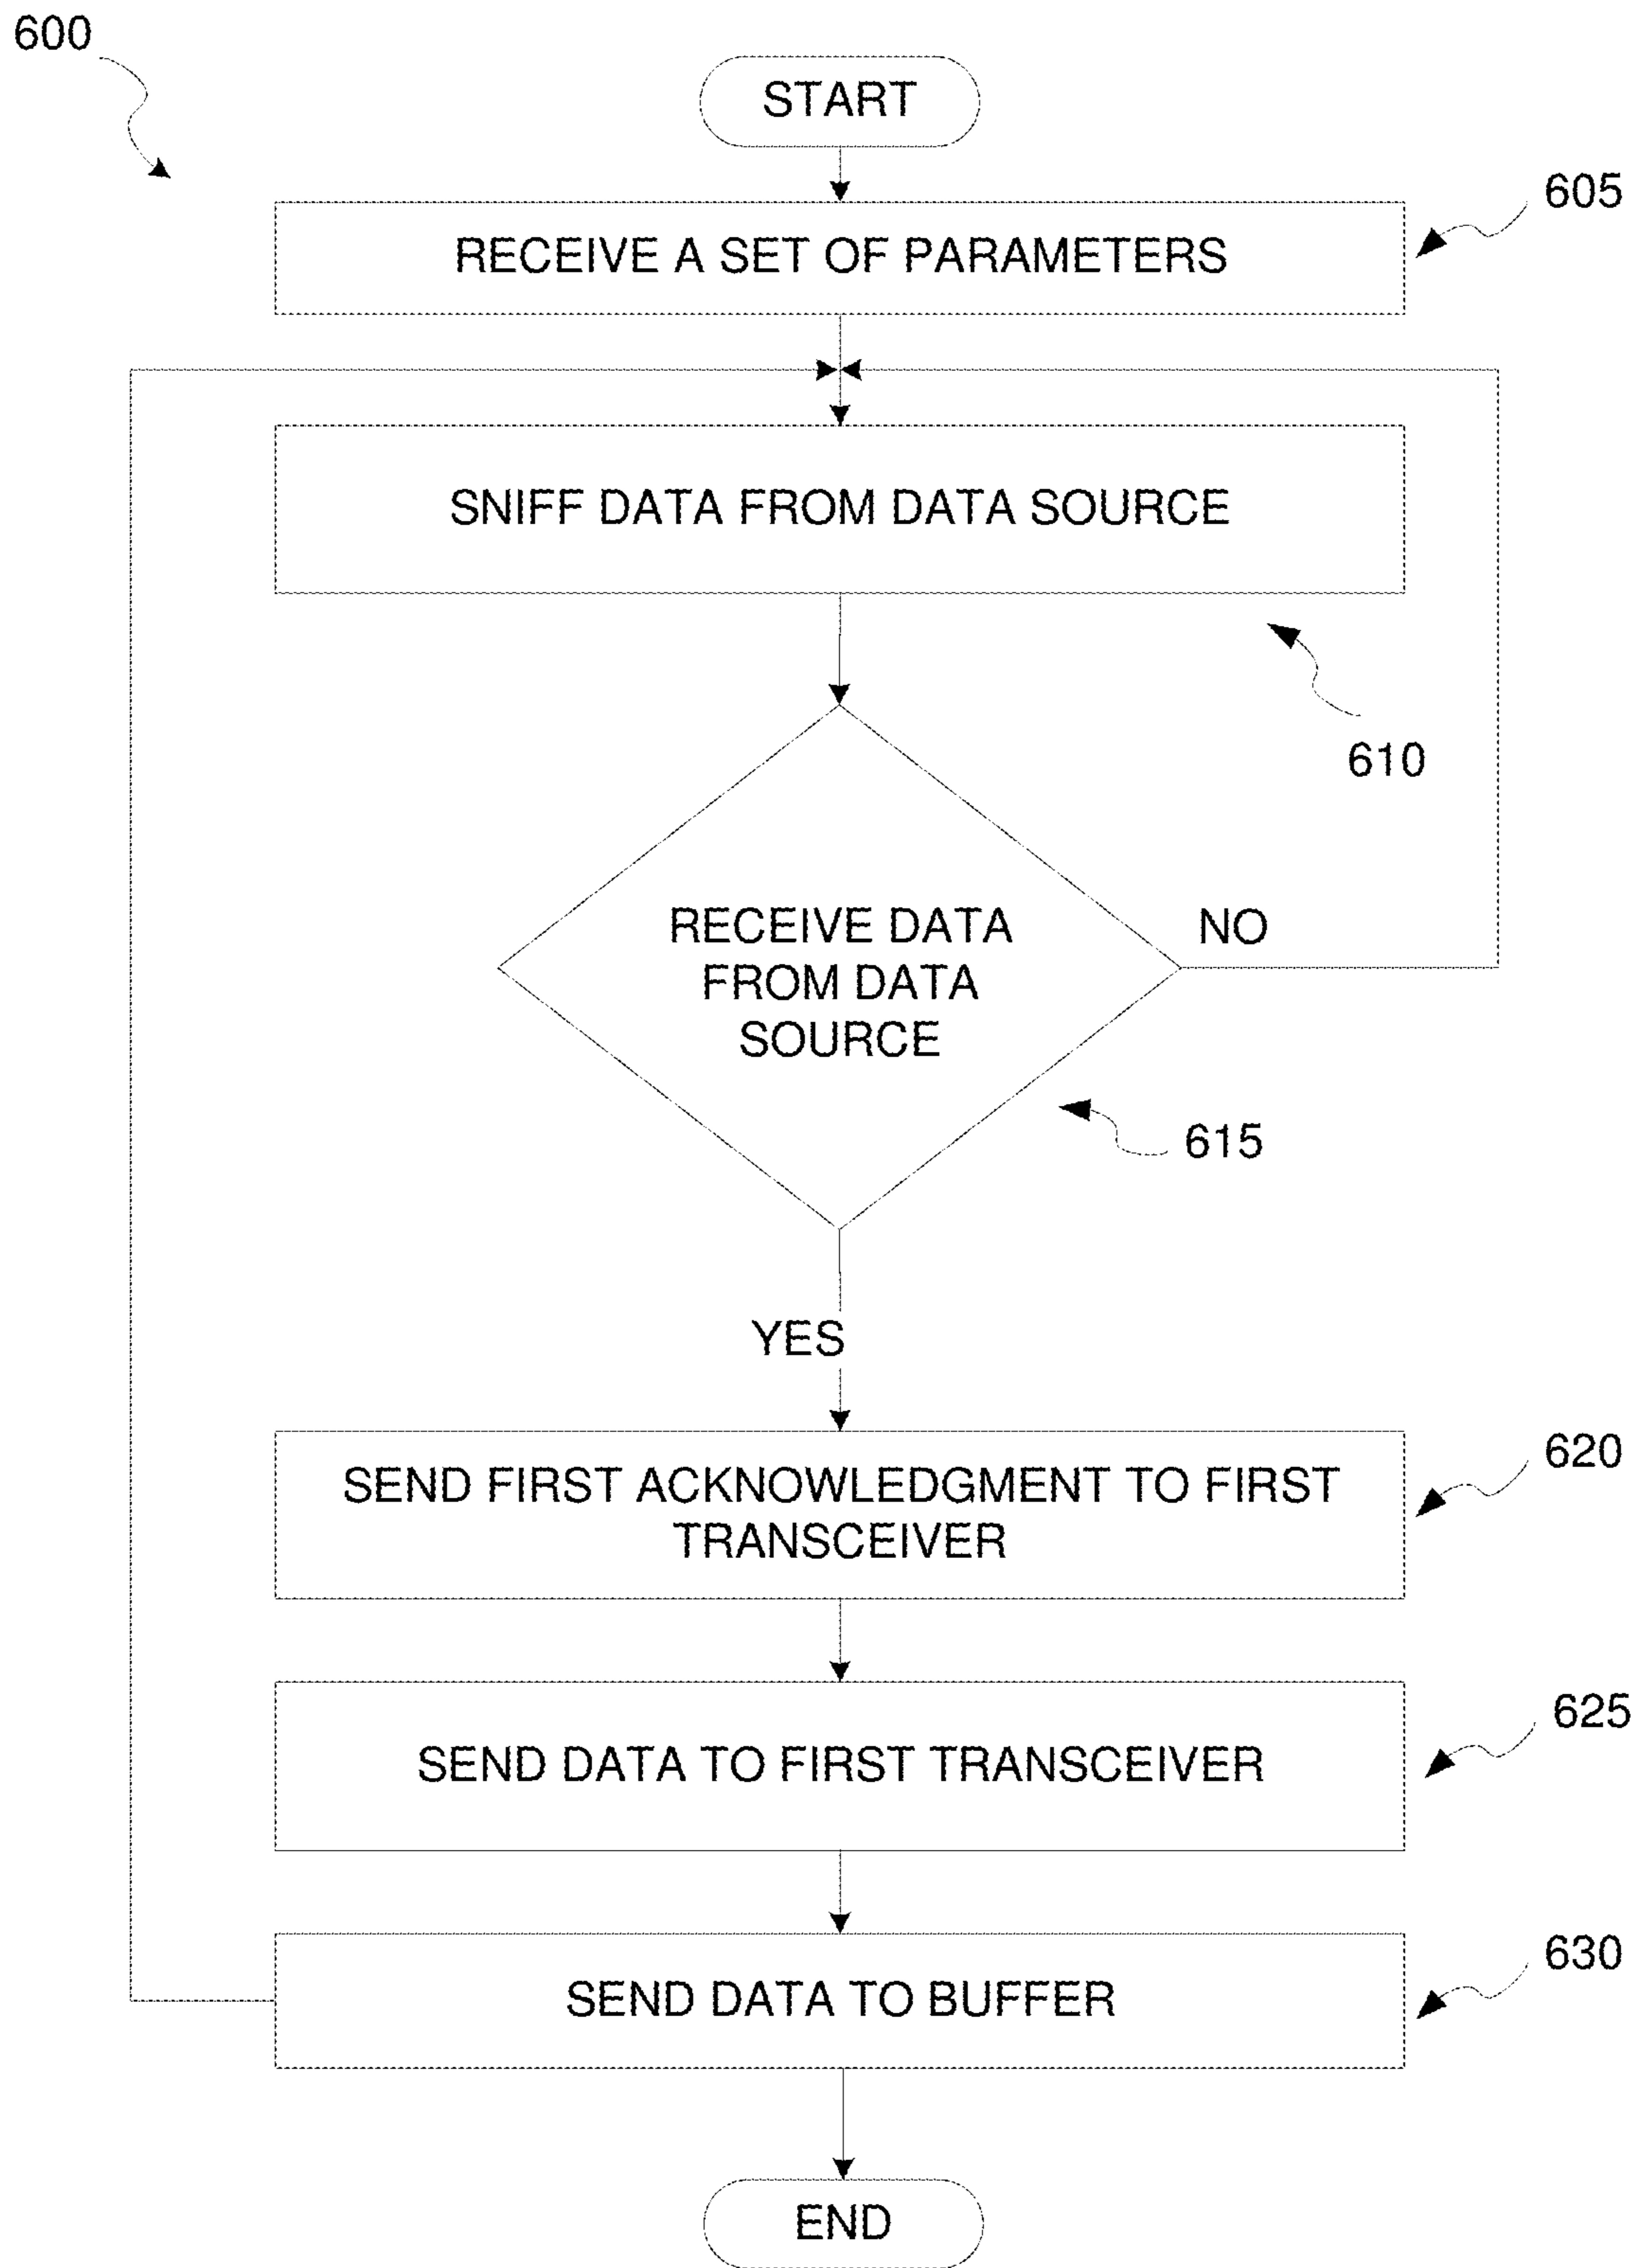 600
START
605
RECEIVE A SET OF PARAMETERS
SNIFF DATA FROM DATA SOURCE
610
RECEIVE DATA
FROM DATA
SOURCE
NO
615
YES
620
SEND FIRST ACKNOWLEDGMENT TO FIRST
TRANSCEIVER
625
SEND DATA TO FIRST TRANSCEIVER
630
SEND DATA TO BUFFER
END